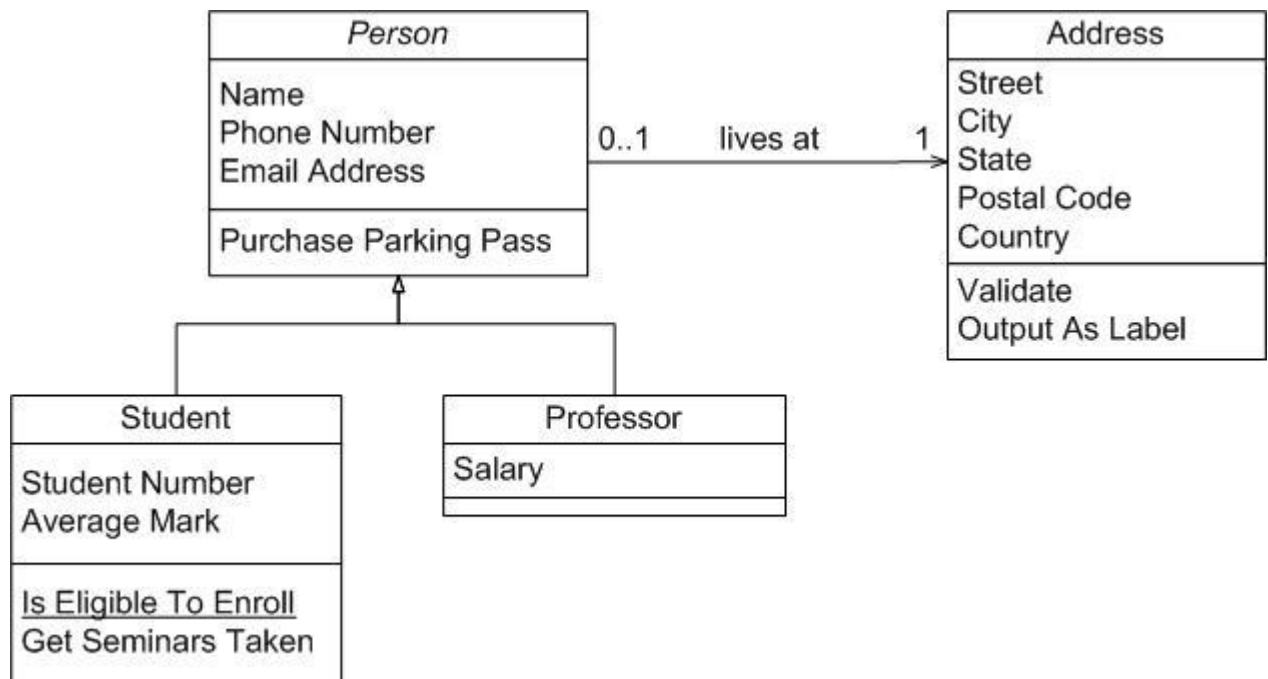 Person
Name
Phone Number
Email Address
Purchase Parking Pass
0..1 lives at 1
Address
Street
City
State
Postal Code
Country
Validate
Output As Label
Student
Student Number
Average Mark
Is Eligible To Enroll
Get Seminars Taken
Professor
Salary